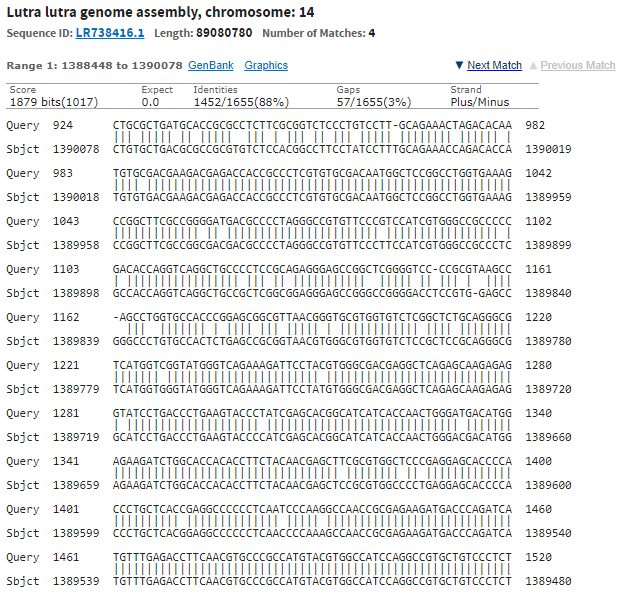 Lutra lutra genome assembly, chromosome: 14
Sequence ID: LR738416.1 Length: 89080780 Number of Matches: 4
Range 1: 1388448 to 1390078 GenBank Graphics ▼ Next Match ▲ Previous Match
Score Expect Identities Gaps Strand
1879 bits(1017) 0.0 1452/1655(88%) 57/1655(3%) Plus/Minus
Query 924 CTGCGCTGATGCACCGCGCCTCTTCGCGGTCTCCCTGTCCTT-GCAGAAACTAGACACAA 982
Sbjct 1390078 CTGTGCTGACGCGCCGCGTGTCTCCACGGCCTTCCTATCCTTTGCAGAAACCAGACACCA 1390019
Query 983 TGTGCGACGAAGACGAGACCACCGCCCTCGTGTGCGACAATGGCTCCGGCCTGGTGAAAG 1042
Sbjct 1390018 TGTGTGACGAAGACGAGACCACCGCCCTCGTGTGCGACAATGGCTCCGGCCTGGTGAAAG 1389959
Query 1043 CCGGCTTCGCCGGGGATGACGCCCCTAGGGCCGTGTTCCCGTCCATCGTGGGCCGCCCCC 1102
Sbjct 1389958 CCGGCTTCGCCGGCGACGACGCCCCTAGGGCCGTGTTCCCTTCCATCGTGGGCCGCCCTC 1389899
Query 1103 GACACCAGGTCAGGCTGCCCCTCCGCAGAGGGAGCCGGCTCGGGGTCC-CCGCGTAAGCC 1161
Sbjct 1389898 GCCACCAGGTCAGGCTGCCGCTCGGCGGAGGGAGCCGGGCCGGGGACCTCCGTG-GAGCC 1389840
Query 1162 -AGCCTGGTGCCACCCGGAGCGGCGTTAACGGGTGCGTGGTGTCTCGGCTCTGCAGGGCG 1220
Sbjct 1389839 GGGCCCTGTGCCACTCTGAGCCGCGGTAACGTGGGCGTGGTGTCTCCGCTCCGCAGGGCG 1389780
Query 1221 TCATGGTCGGTATGGGTCAGAAAGATTCCTACGTGGGCGACGAGGCTCAGAGCAAGAGAG 1280
Sbjct 1389779 TCATGGTGGGTATGGGTCAGAAAGATTCCTATGTGGGCGACGAGGCTCAGAGCAAGAGAG 1389720
Query 1281 GTATCCTGACCCTGAAGTACCCTATCGAGCACGGCATCATCACCAACTGGGATGACATGG 1340
Sbjct 1389719 GCATCCTGACCCTGAAGTACCCCATCGAGCACGGCATCATCACCAACTGGGACGACATGG 1389660
Query 1341 AGAAGATCTGGCACCACACCTTCTACAACGAGCTTCGCGTGGCTCCCGAGGAGCACCCCA 1400
Sbjct 1389659 AGAAGATCTGGCACCACACCTTCTACAACGAGCTCCGCGTGGCCCCTGAGGAGCACCCCA 1389600
Query 1401 CCCTGCTCACCGAGGCCCCCCTCAATCCCAAGGCCAACCGCGAGAAGATGACCCAGATCA 1460
Sbjct 1389599 CCCTGCTCACGGAGGCCCCCCTCAACCCCAAAGCCAACCGCGAGAAGATGACCCAGATCA 1389540
Query 1461 TGTTTGAGACCTTCAACGTGCCCGCCATGTACGTGGCCATCCAGGCCGTGCTGTCCCTCT 1520
Sbjct 1389539 TGTTTGAGACCTTCAACGTGCCCGCCATGTACGTGGCCATCCAGGCCGTGCTGTCCCTCT 1389480